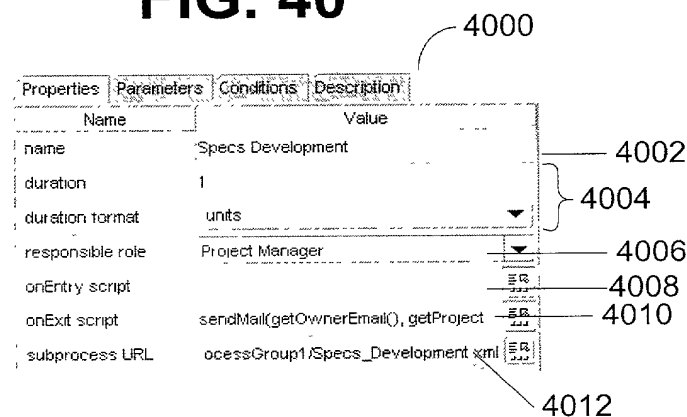 FIG. 40
4000
Properties Parameters Conditions Description
Name Value
name Specs Development 4002
duration 1
4004
duration format units
responsible role Project Manager 4006
onEntry script 4008
onExit script sendMail(getOwnerEmail(), getProject 4010
subprocess URL ocessGroup1/Specs_Development xml
4012